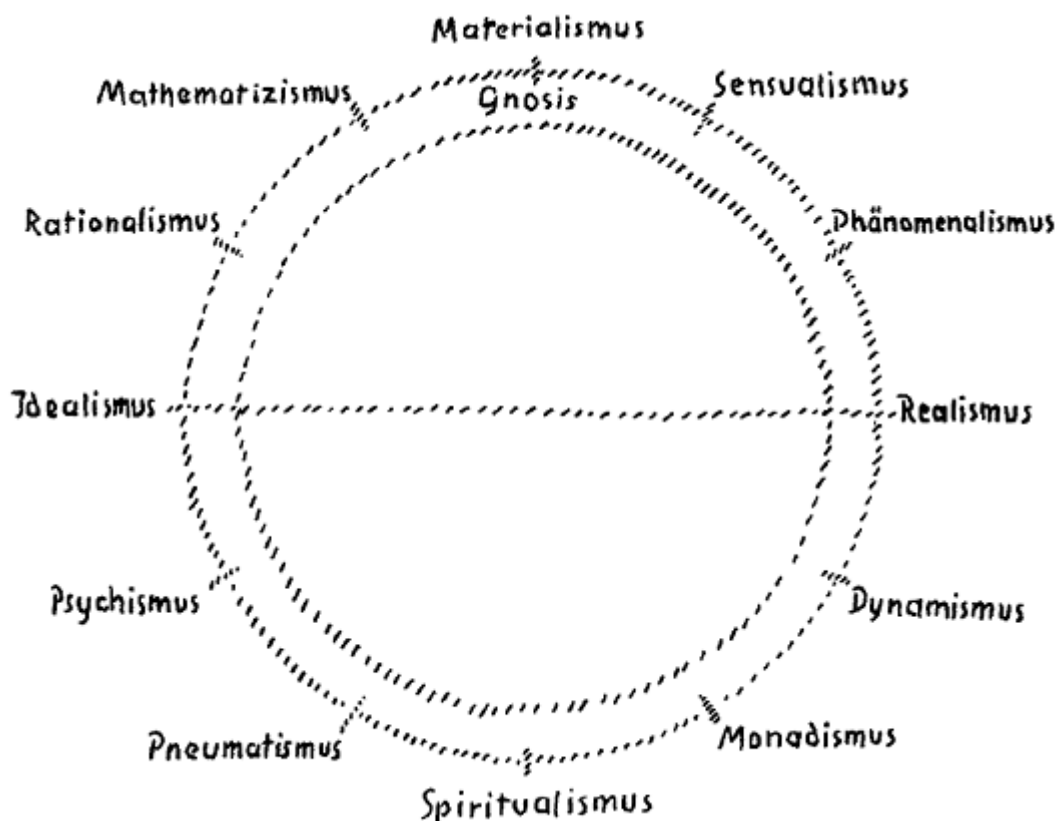 Materialismus
Mathematizismus
Gnosis
Sensualismus
Rationalismus
Phänomenalismus
Idealismus
Realismus
Psychismus
Dynamismus
Pneumatismus
Monadismus
Spiritualismus